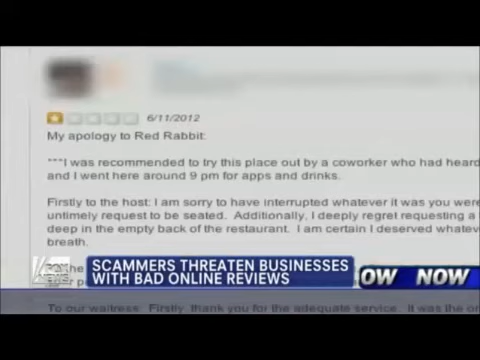 6/11/2012
My apology to Red Rabbit:
***I was recommended to try this place out by a coworker who had heard
and I went here around 9 pm for apps and drinks.
Firstly to the host: I am sorry to have interrupted whatever it was you were
untimely request to be seated. Additionally, I deeply regret requesting a
deep in the empty back of the restaurant. I am certain I deserved whatev
breath.
FOX
NEWS
SCAMMERS THREATEN BUSINESSES
WITH BAD ONLINE REVIEWS
OW NOW
To our waitress: Firstly, thank you for the adequate service. It was the on